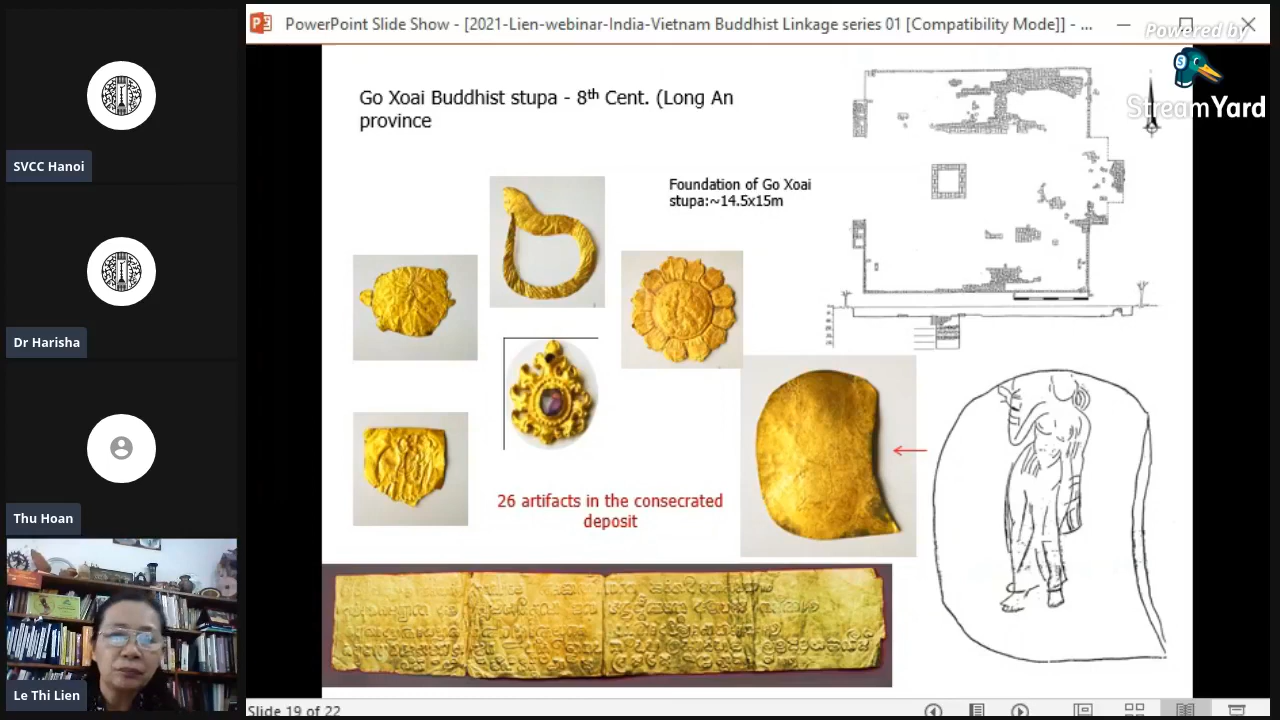 PowerPoint Slide Show - [2021-Lien-webinar-India-Vietnam Buddhist Linkage series 01 [Compatibility Mode]] - ...
Powered by
StreamYard
Go Xoai Buddhist stupa - 8th Cent. (Long An
province
Foundation of Go Xoai
stupa:~14.5x15m
26 artifacts in the consecrated
deposit
SVCC Hanoi
Dr Harisha
Thu Hoan
Le Thi Lien
Slide 19 of 22